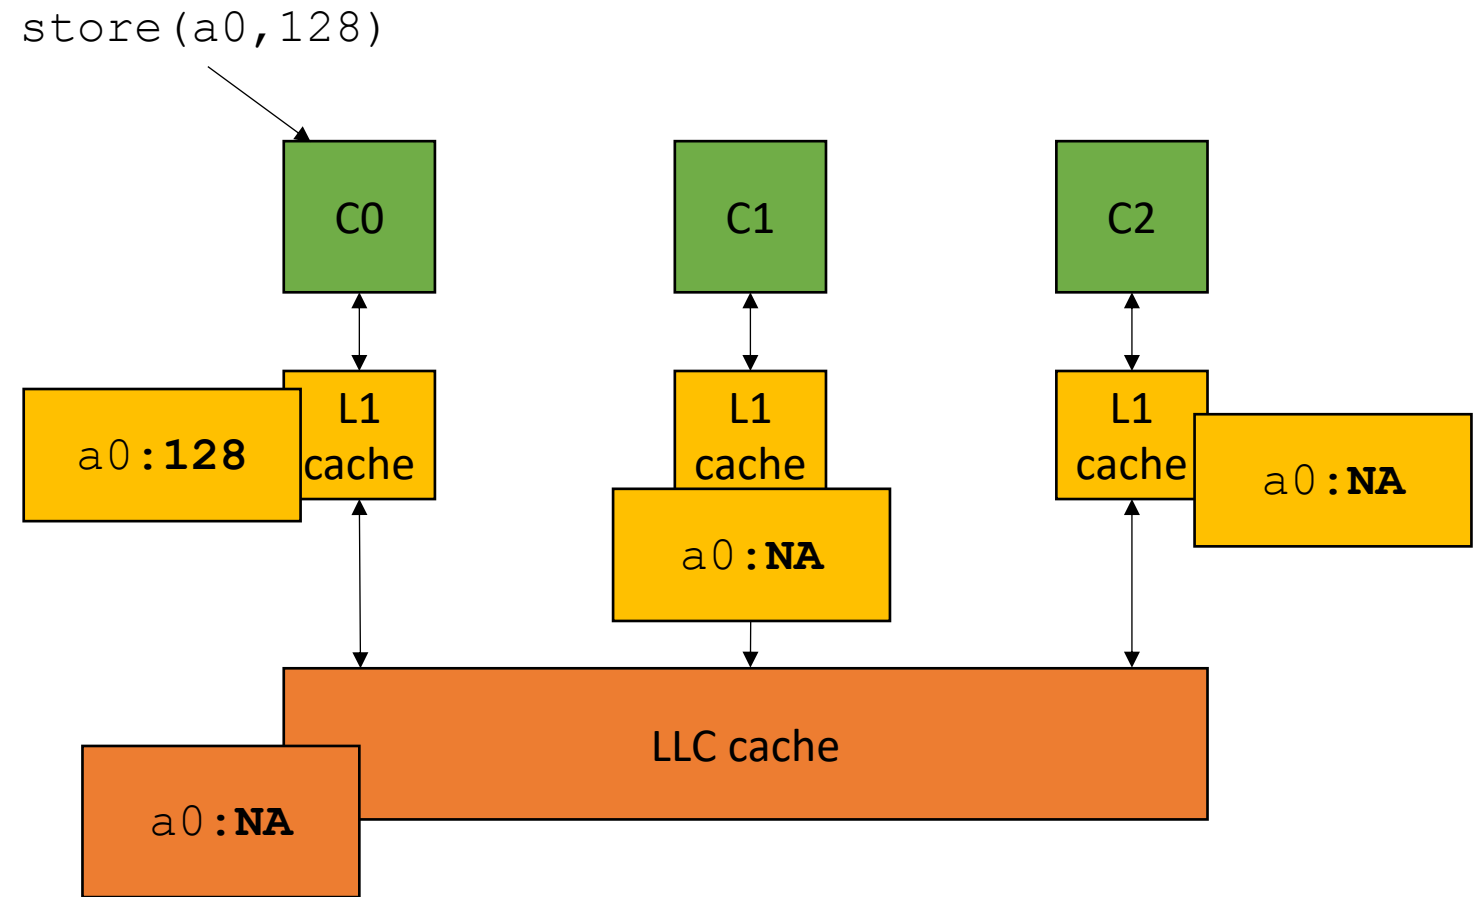 store(a0,128)
C0
C1
C2
L1
cache
L1
cache
L1
cache
a0:128
a0:NA
a0:NA
LLC cache
a0:NA